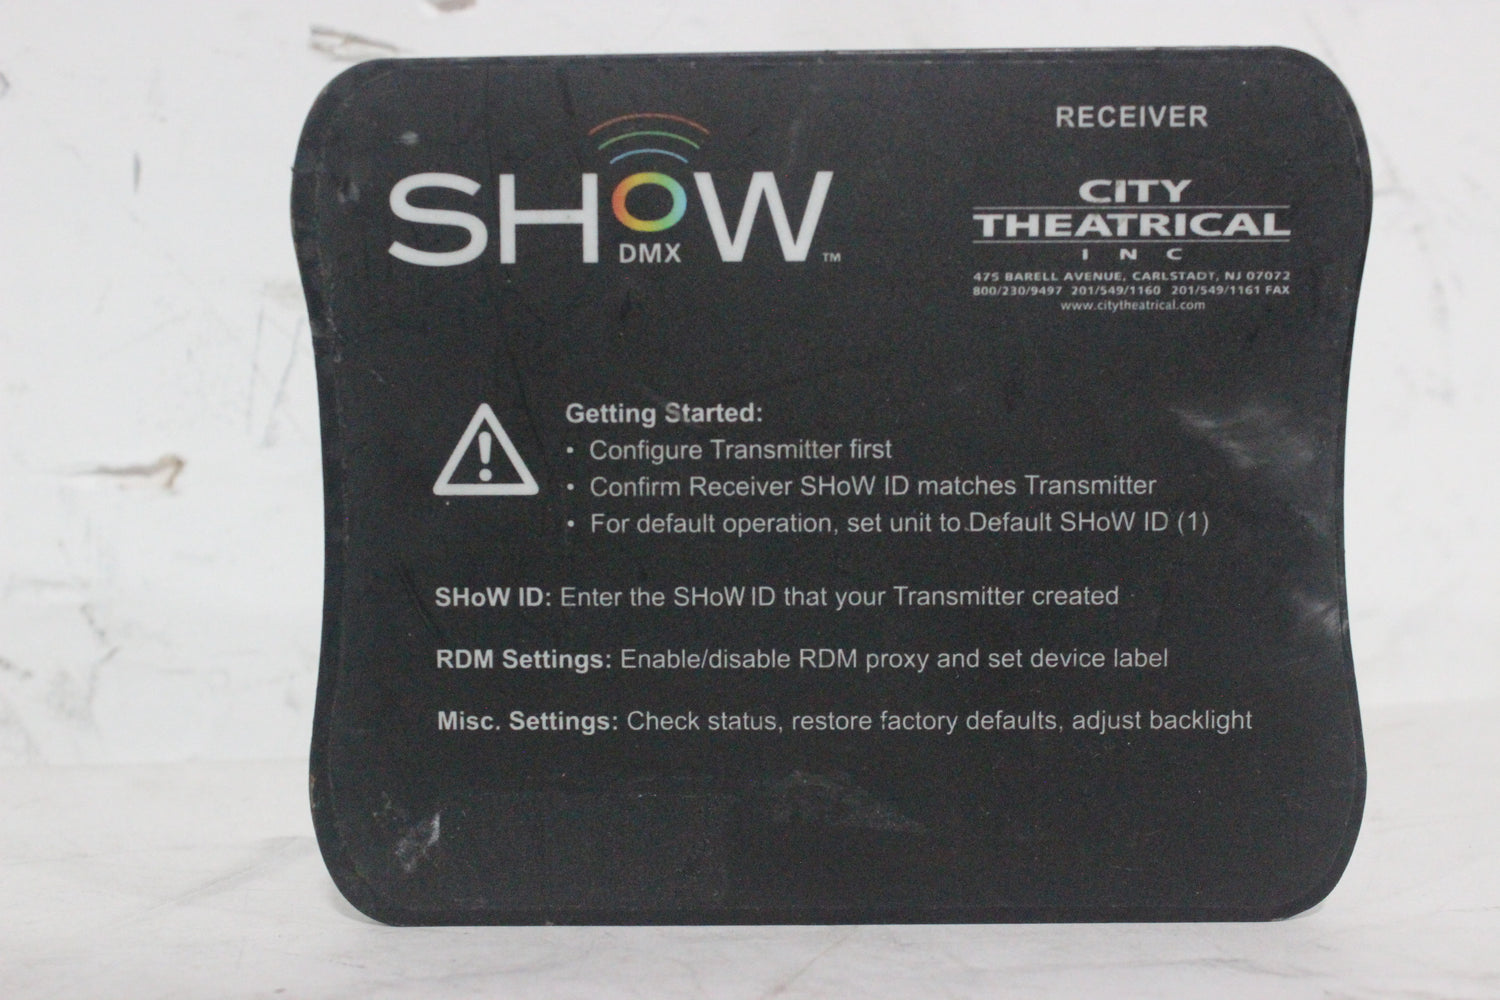 SHoW
DMX
™
RECEIVER
CITY
THEATRICAL
INC
475 BARELL AVENUE, CARLSTADT, NJ 07072
800/230/9497 201/549/1160 201/549/1161 FAX
www.citytheatrical.com
Getting Started:
• Configure Transmitter first
• Confirm Receiver SHoW ID matches Transmitter
• For default operation, set unit to Default SHoW ID (1)
SHoW ID: Enter the SHoW ID that your Transmitter created
RDM Settings: Enable/disable RDM proxy and set device label
Misc. Settings: Check status, restore factory defaults, adjust backlight